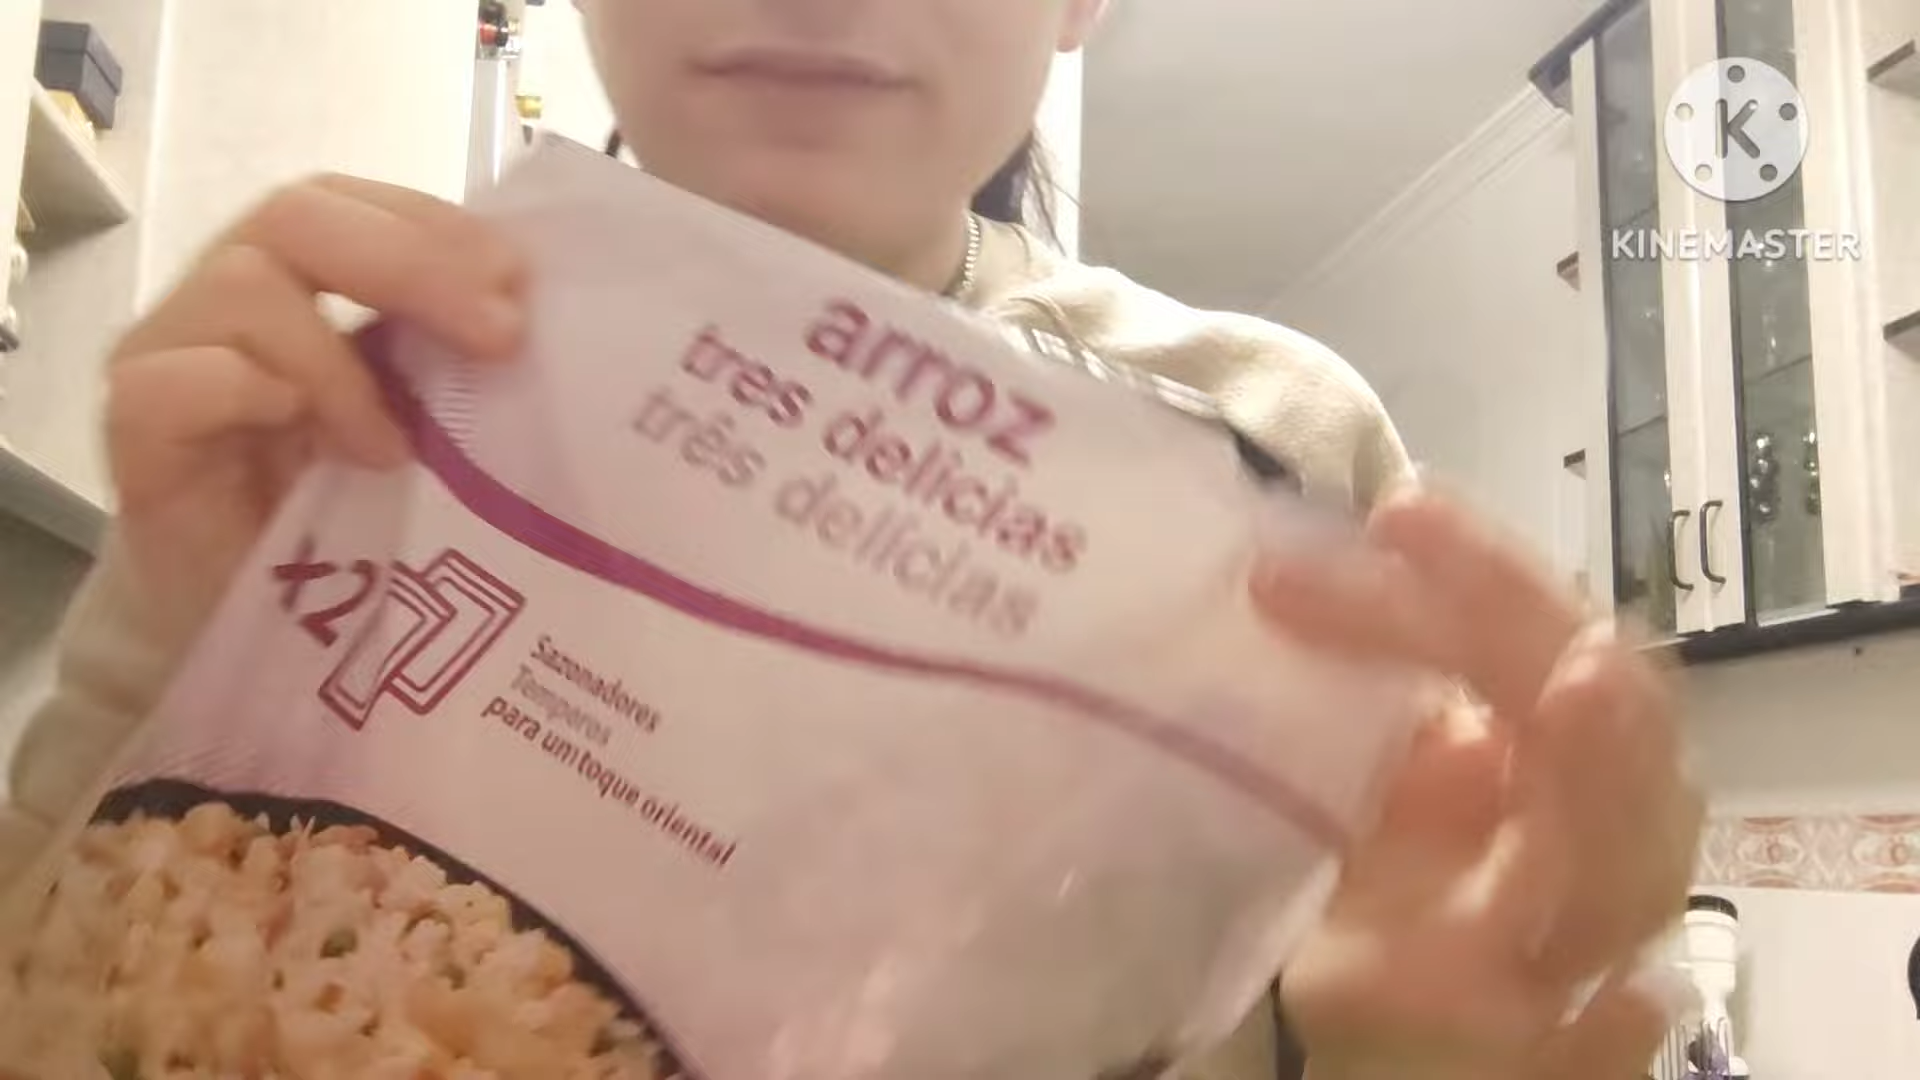 K
KINEMASTER
arroz
tres delicias
três delícias
x2
Sazonadores
Temperos
para um toque oriental